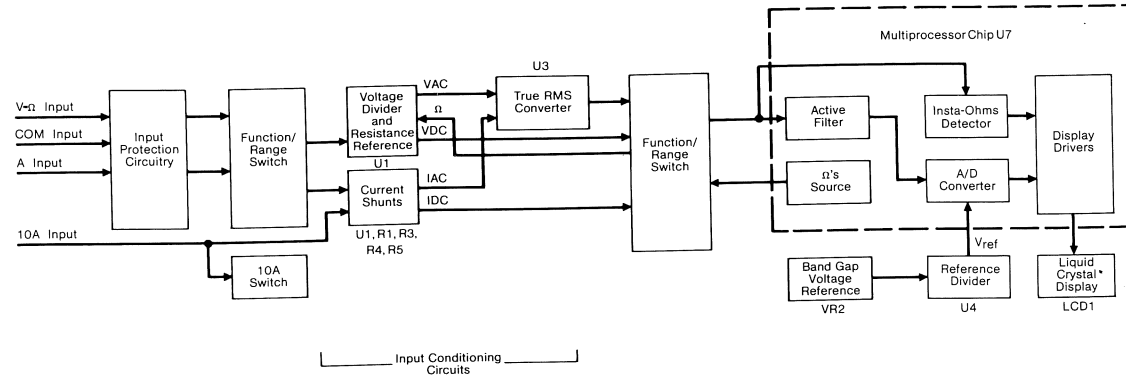 Multiprocessor Chip U7
V-Ω Input
COM Input
A Input
10A Input
Input
Protection
Circuitry
Function/
Range
Switch
10A
Switch
Voltage
Divider
and
Resistance
Reference
U1
Current
Shunts
U1, R1, R3,
R4, R5
VAC
Ω
VDC
IAC
IDC
U3
True RMS
Converter
Function/
Range
Switch
Active
Filter
Ω's
Source
Insta-Ohms
Detector
A/D
Converter
Display
Drivers
Vref
Band Gap
Voltage
Reference
VR2
Reference
Divider
U4
Liquid
Crystal*
Display
LCD1
Input Conditioning
Circuits